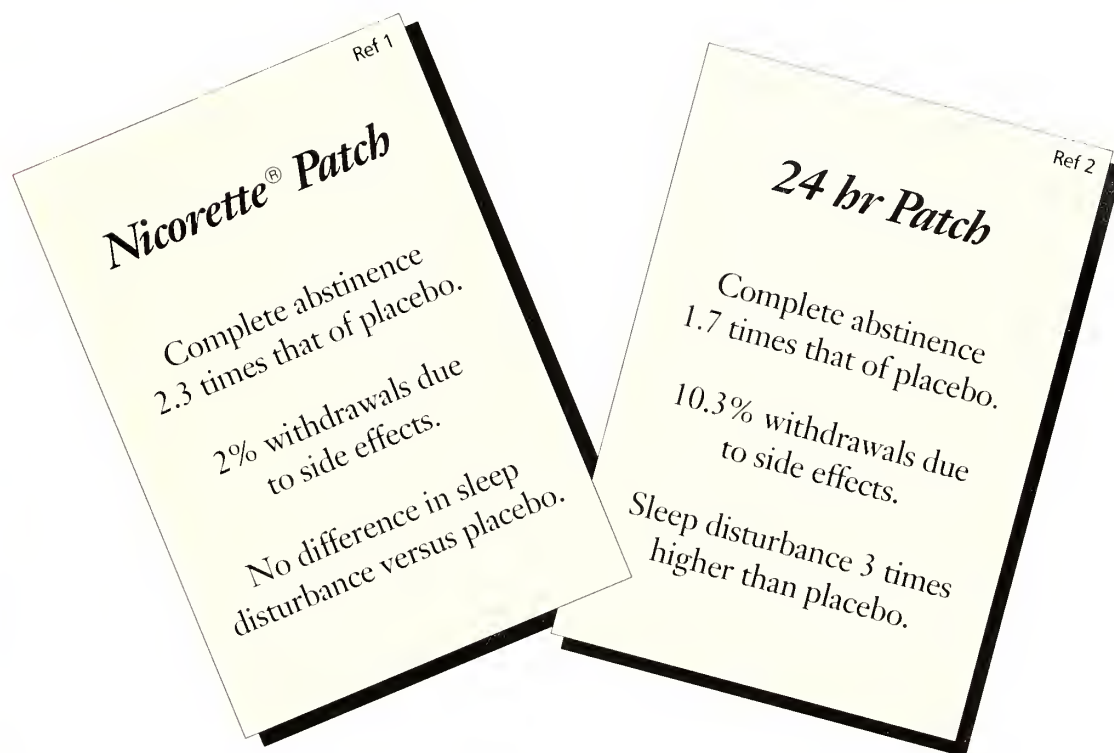 Ref 1
Nicorette® Patch
Complete abstinence
2.3 times that of placebo.
2% withdrawals due
to side effects.
No difference in sleep
disturbance versus placebo.
Ref 2
24 hr Patch
Complete abstinence
1.7 times that of placebo.
10.3% withdrawals due
to side effects.
Sleep disturbance 3 times
higher than placebo.